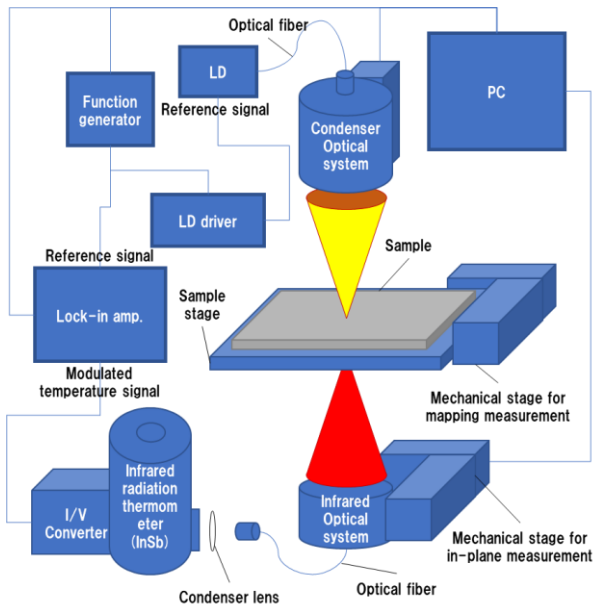 Optical fiber
LD
Reference signal
Function
generator
Condenser
Optical
system
PC
LD driver
Reference signal
Sample
Sample
stage
Lock-in amp.
Modulated
temperature signal
Mechanical stage for
mapping measurement
Infrared
radiation
thermom
eter
(InSb)
I/V
Converter
Infrared
Optical
system
Mechanical stage for
in-plane measurement
Condenser lens
Optical fiber